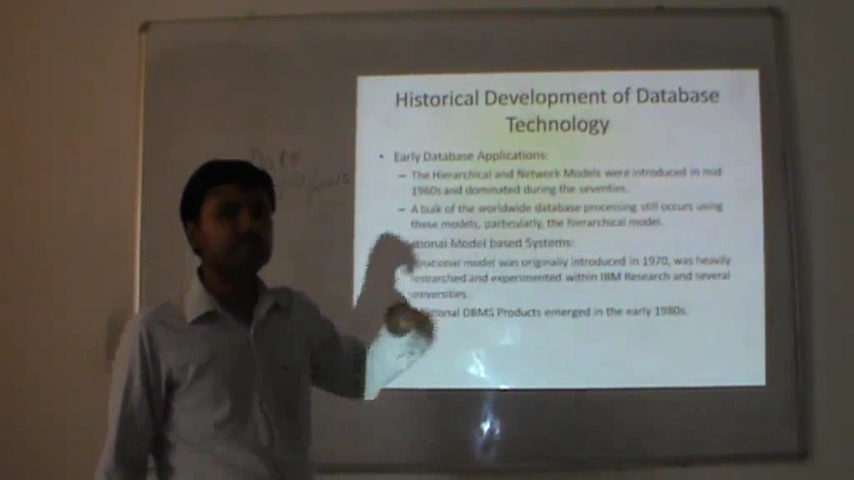 Historical Development of Database
Technology
• Early Database Applications:
– The Hierarchical and Network Models were introduced in mid
1960s and dominated during the seventies.
– A bulk of the worldwide database processing still occurs using
these models, particularly, the hierarchical model.
Model based Systems:
model was originally introduced in 1970, was heavily
researched and experimented within IBM Research and several
universities.
DBMS Products emerged in the early 1980s.
Date